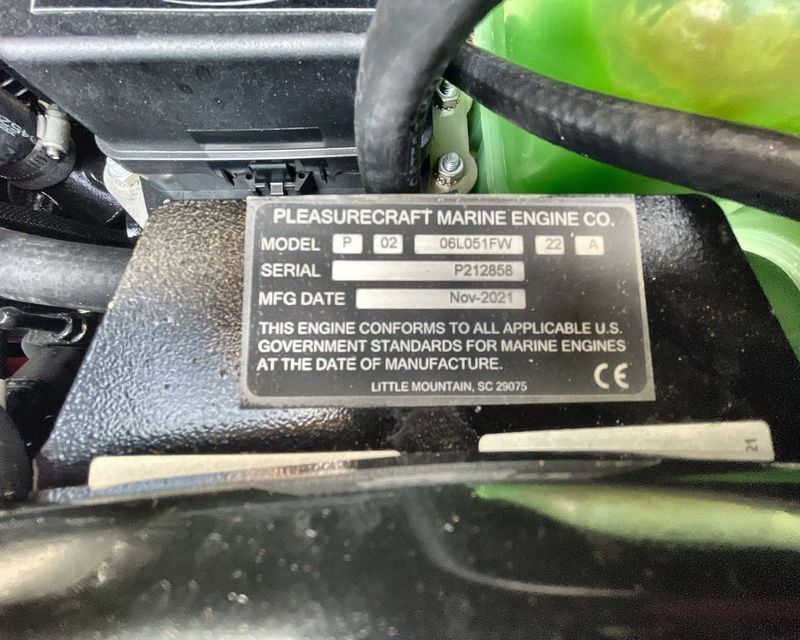 PLEASURECRAFT MARINE ENGINE CO.
MODEL P 02 06L051FW 22 A
SERIAL P212858
MFG DATE Nov-2021
THIS ENGINE CONFORMS TO ALL APPLICABLE U.S.
GOVERNMENT STANDARDS FOR MARINE ENGINES
AT THE DATE OF MANUFACTURE.
CE
LITTLE MOUNTAIN, SC 29075
21